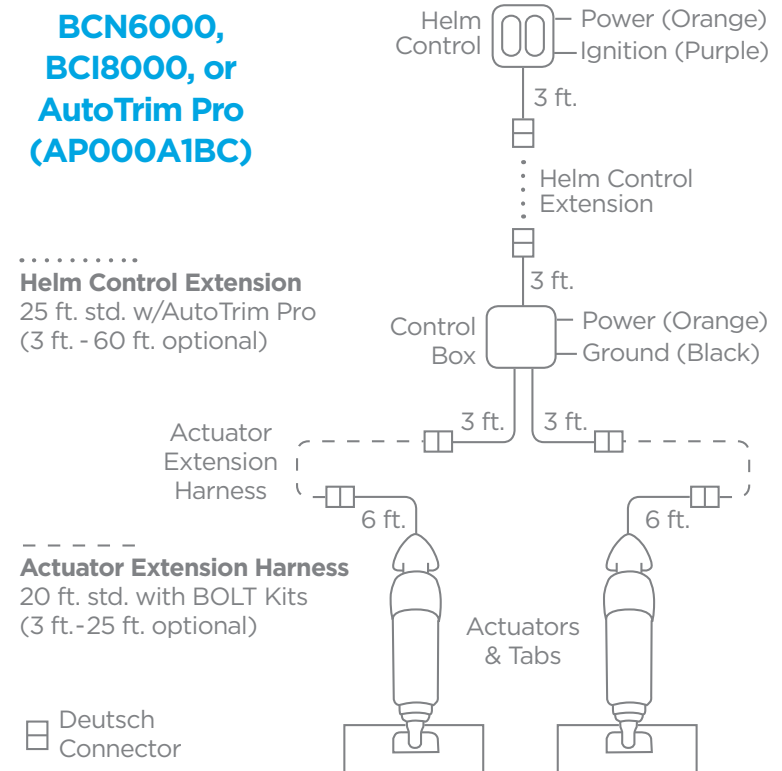 BCN6000,
BCI8000, or
AutoTrim Pro
(AP000A1BC)
Helm
Control
Power (Orange)
Ignition (Purple)
3 ft.
Helm Control
Extension
3 ft.
Helm Control Extension
25 ft. std. w/AutoTrim Pro
(3 ft. - 60 ft. optional)
Control
Box
Power (Orange)
Ground (Black)
3 ft.
3 ft.
Actuator
Extension
Harness
6 ft.
6 ft.
Actuator Extension Harness
20 ft. std. with BOLT Kits
(3 ft.-25 ft. optional)
Actuators
& Tabs
Deutsch
Connector